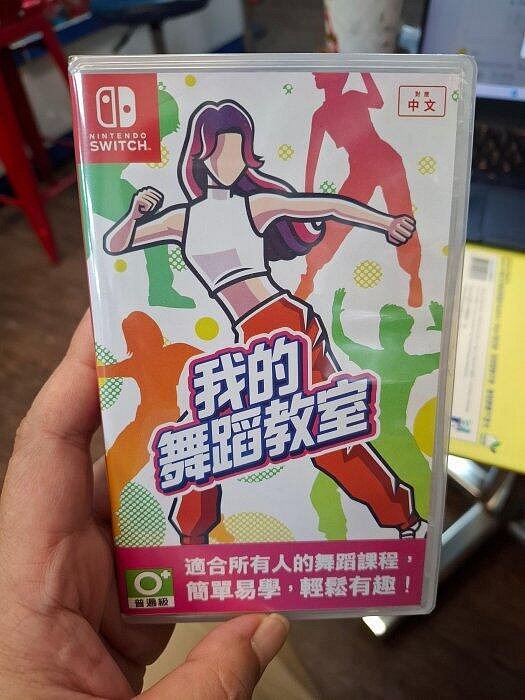 NINTENDO
SWITCH™
對應
中文
我的
舞蹈教室
適合所有人的舞蹈課程，
簡單易學，輕鬆有趣！
普遍級